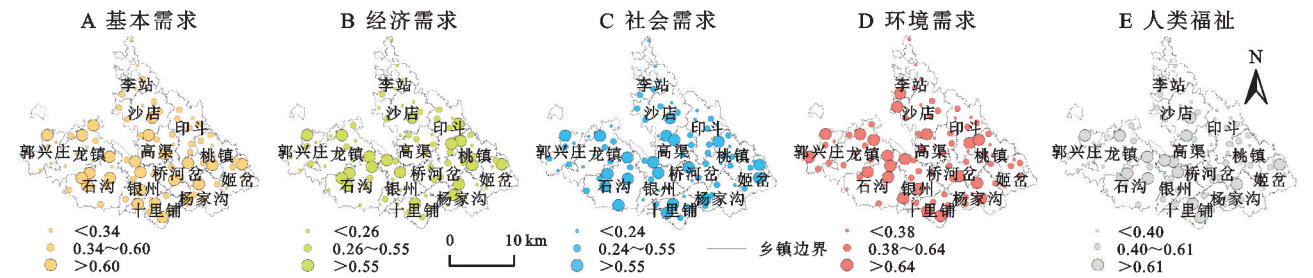 A 基本需求
B 经济需求
C 社会需求
D 环境需求
E 人类福祉
N
李站
沙店
印斗
郭兴庄
龙镇
高渠
桃镇
石沟
桥河岔
银州
姬岔
杨家沟
十里铺
<0.34
0.34~0.60
>0.60
李站
沙店
印斗
郭兴庄
龙镇
高渠
桃镇
石沟
桥河岔
银州
姬岔
杨家沟
十里铺
<0.26
0.26~0.55
>0.55
0 10 km
李站
沙店
印斗
郭兴庄
龙镇
高渠
桃镇
石沟
桥河岔
银州
姬岔
杨家沟
十里铺
<0.24
0.24~0.55
>0.55
乡镇边界
李站
沙店
印斗
郭兴庄
龙镇
高渠
桃镇
石沟
桥河岔
银州
姬岔
杨家沟
十里铺
<0.38
0.38~0.64
>0.64
李站
沙店
印斗
郭兴庄
龙镇
高渠
桃镇
石沟
桥河岔
银州
姬岔
杨家沟
十里铺
<0.40
0.40~0.61
>0.61